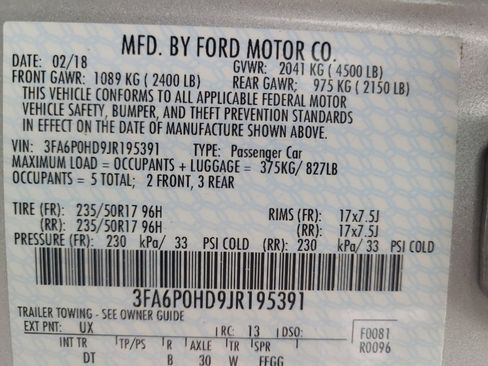 MFD. BY FORD MOTOR CO.
DATE: 02/18 GVWR: 2041 KG ( 4500 LB)
FRONT GAWR: 1089 KG ( 2400 LB) REAR GAWR: 975 KG ( 2150 LB)
THIS VEHICLE CONFORMS TO ALL APPLICABLE FEDERAL MOTOR
VEHICLE SAFETY, BUMPER, AND THEFT PREVENTION STANDARDS
IN EFFECT ON THE DATE OF MANUFACTURE SHOWN ABOVE.
VIN: 3FA6P0HD9JR195391 TYPE: Passenger Car
MAXIMUM LOAD = OCCUPANTS + LUGGAGE = 375KG/ 827LB
OCCUPANTS = 5 TOTAL; 2 FRONT, 3 REAR
TIRE (FR): 235/50R17 96H RIMS (FR): 17x7.5J
(RR): 235/50R17 96H (RR): 17x7.5J
PRESSURE (FR): 230 kPa/ 33 PSI COLD (RR): 230 kPa/ 33 PSI COLD
3FA6P0HD9JR195391
TRAILER TOWING - SEE OWNER GUIDE
EXT PNT: UX RC: 13 DSO: F0081
INT TR TP/PS R AXLE TR SPR R0096
DT B 30 W FFGG